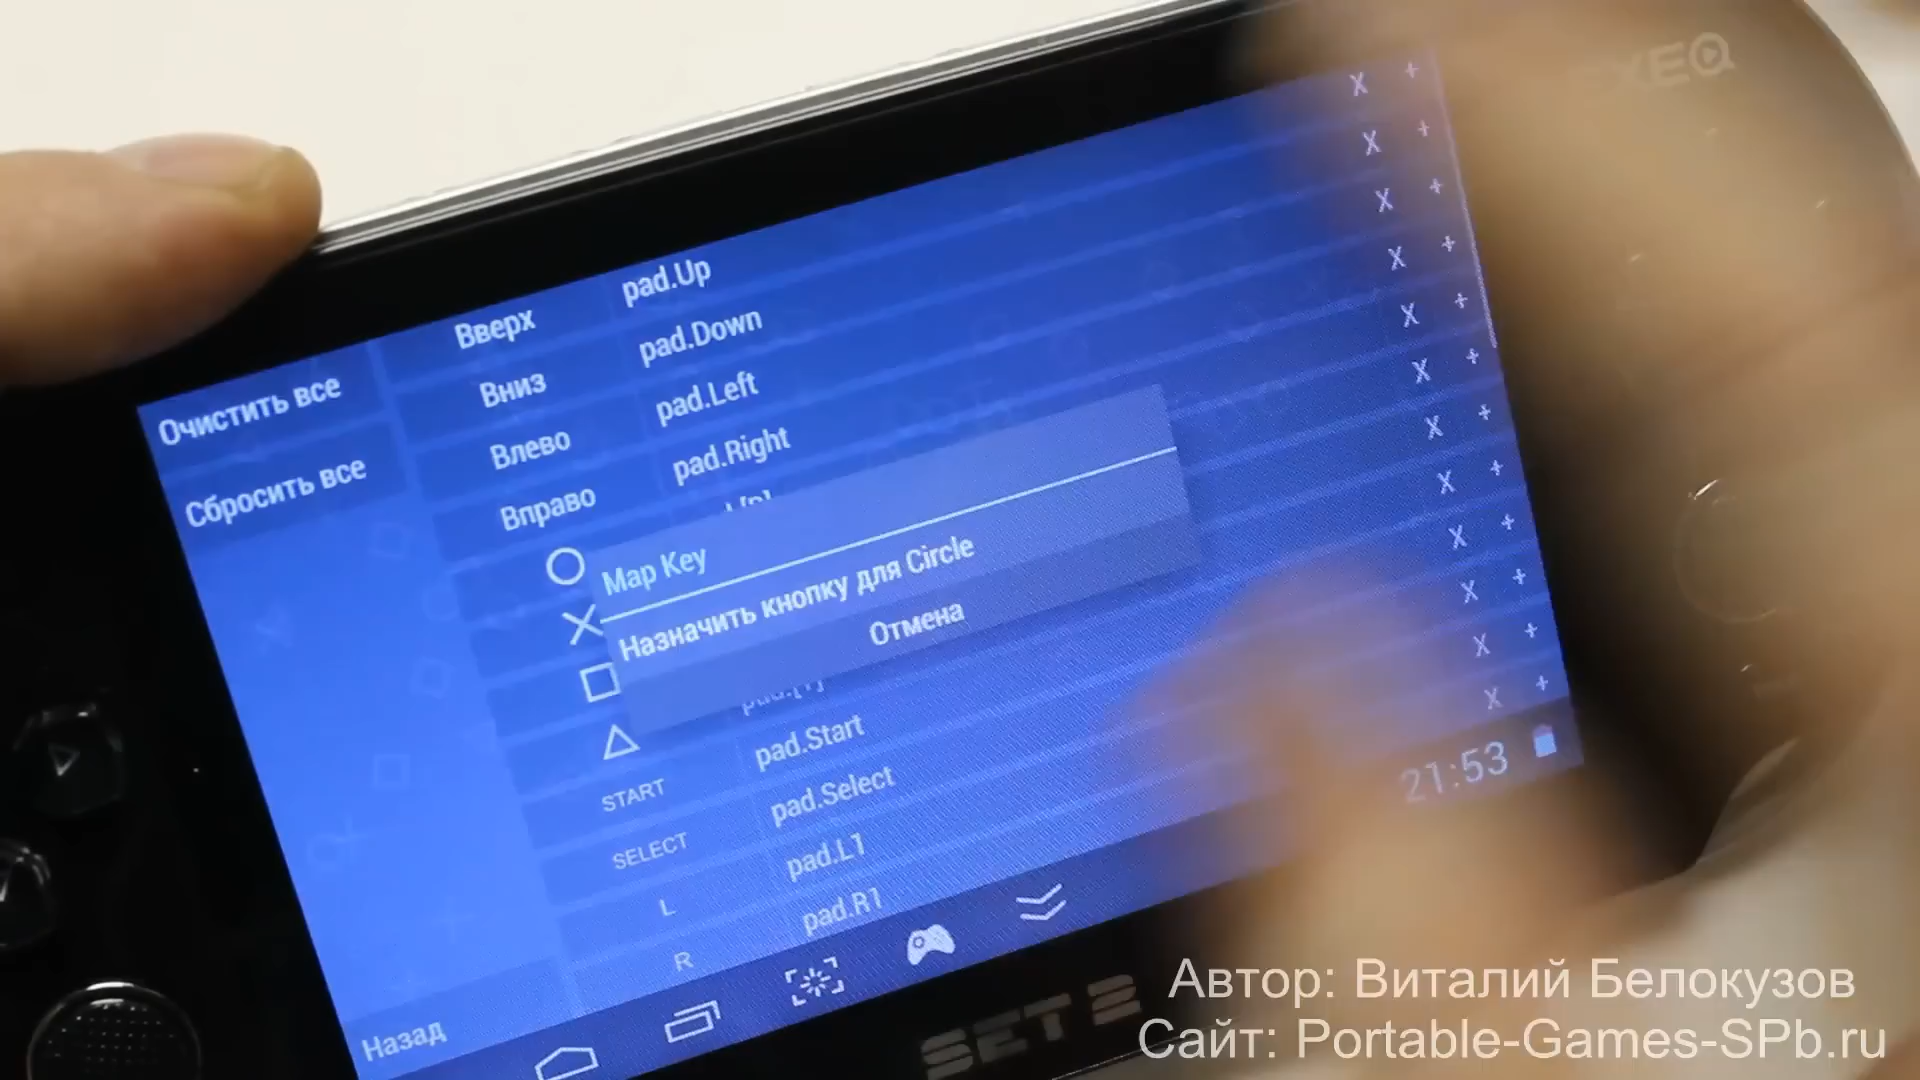 EXEQ
Очистить все
Сбросить все
Вверх pad.Up X +
Вниз pad.Down X +
Влево pad.Left X +
Вправо pad.Right X +
X +
X +
X +
X +
Map Key
Назначить кнопку для Circle
Отмена
START pad.Start X +
SELECT pad.Select X +
L pad.L1 X +
R pad.R1 X +
Назад
21:53
SET 2
Автор: Виталий Белокузов
Сайт: Portable-Games-SPb.ru